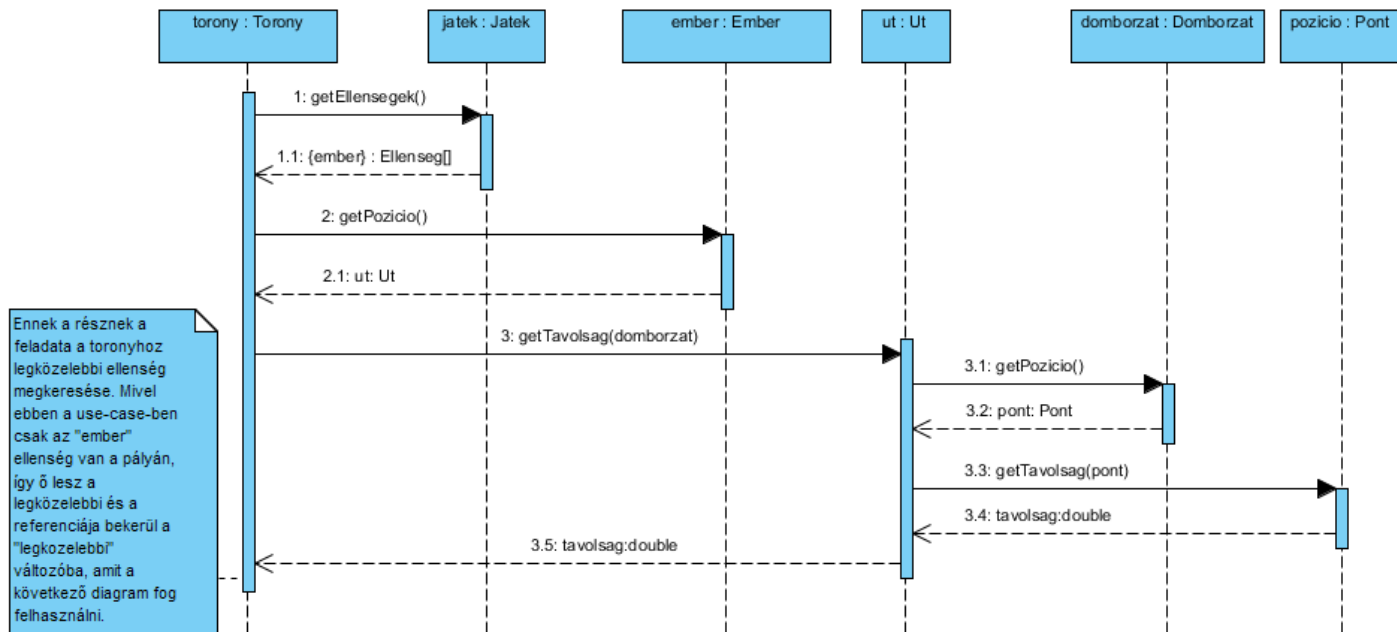 torony : Torony
jatek : Jatek
ember : Ember
ut : Ut
domborzat : Domborzat
pozicio : Pont
1: getEllensegek()
1.1: {ember} : Ellenseg[]
2: getPozicio()
2.1: ut: Ut
3: getTavolsag(domborzat)
3.1: getPozicio()
3.2: pont: Pont
3.3: getTavolsag(pont)
3.4: tavolsag:double
3.5: tavolsag:double
Ennek a résznek a
feladata a toronyhoz
legközelebbi ellenség
megkeresése. Mivel
ebben a use-case-ben
csak az "ember"
ellenség van a pályán,
így ő lesz a
legközelebbi és a
referenciája bekerül a
"legkozelebbi"
változóba, amit a
következő diagram fog
felhasználni.